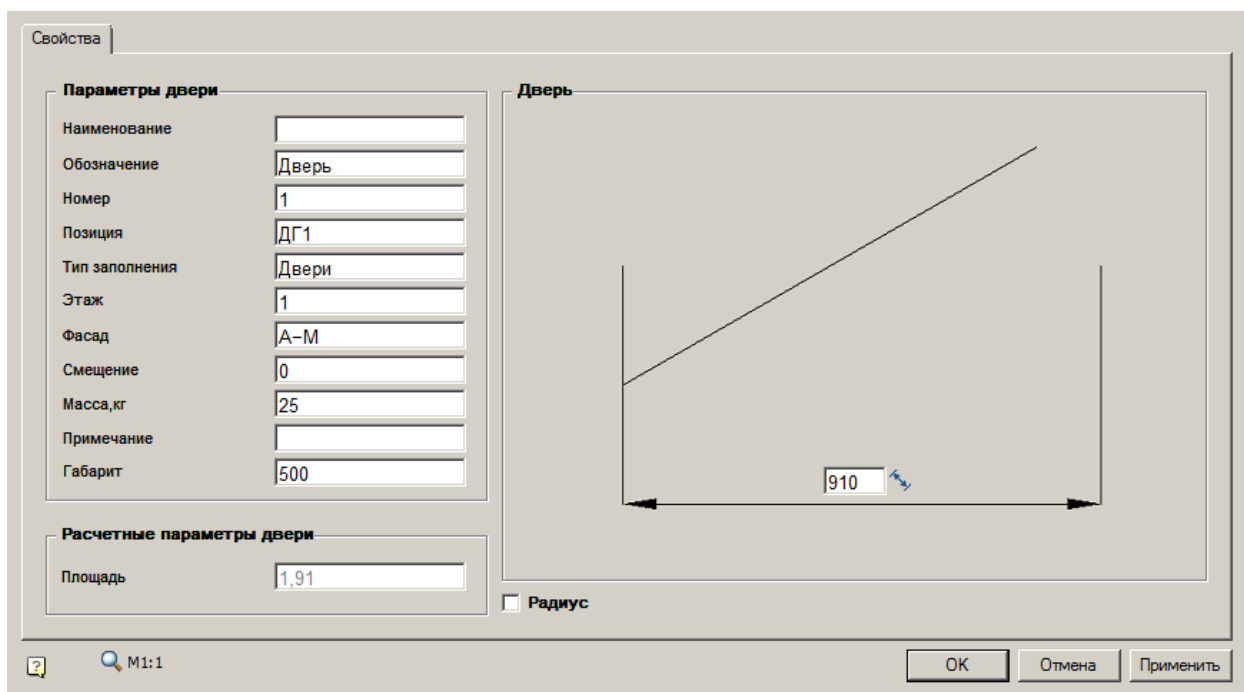 Свойства
Параметры двери
Наименование
Обозначение Дверь
Номер 1
Позиция ДГ1
Тип заполнения Двери
Этаж 1
Фасад А–М
Смещение 0
Масса,кг 25
Примечание
Габарит 500
Расчетные параметры двери
Площадь 1,91
Дверь
910
Радиус
? М1:1 OK Отмена Применить